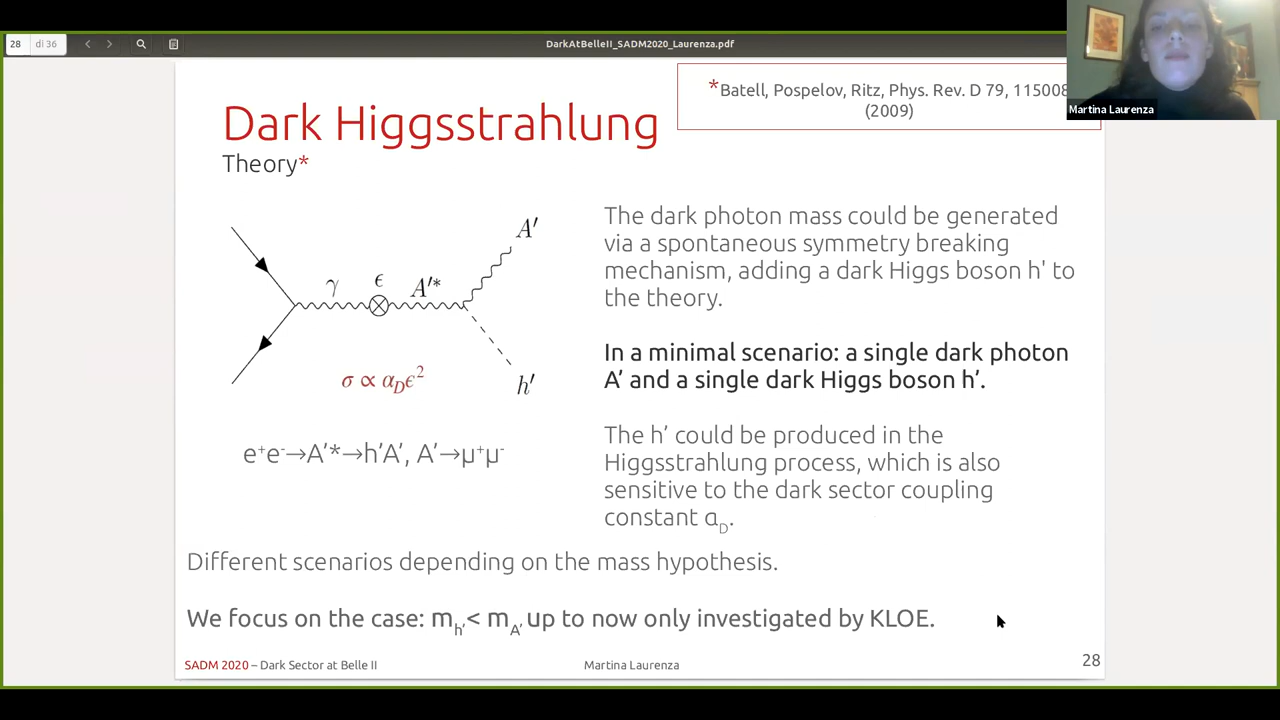 28 di 36
DarkAtBelleII_SADM2020_Laurenza.pdf
Martina Laurenza
*Batell, Pospelov, Ritz, Phys. Rev. D 79, 115008
(2009)
Dark Higgsstrahlung
Theory*
A′
γ ϵ A′*
σ ∝ α_D ϵ²
h′
e⁺e⁻→A′*→h′A′, A′→μ⁺μ⁻
The dark photon mass could be generated
via a spontaneous symmetry breaking
mechanism, adding a dark Higgs boson h' to
the theory.
In a minimal scenario: a single dark photon
A’ and a single dark Higgs boson h’.
The h’ could be produced in the
Higgsstrahlung process, which is also
sensitive to the dark sector coupling
constant α_D.
Different scenarios depending on the mass hypothesis.
We focus on the case: m_h′ < m_A′ up to now only investigated by KLOE.
SADM 2020 – Dark Sector at Belle II
Martina Laurenza
28